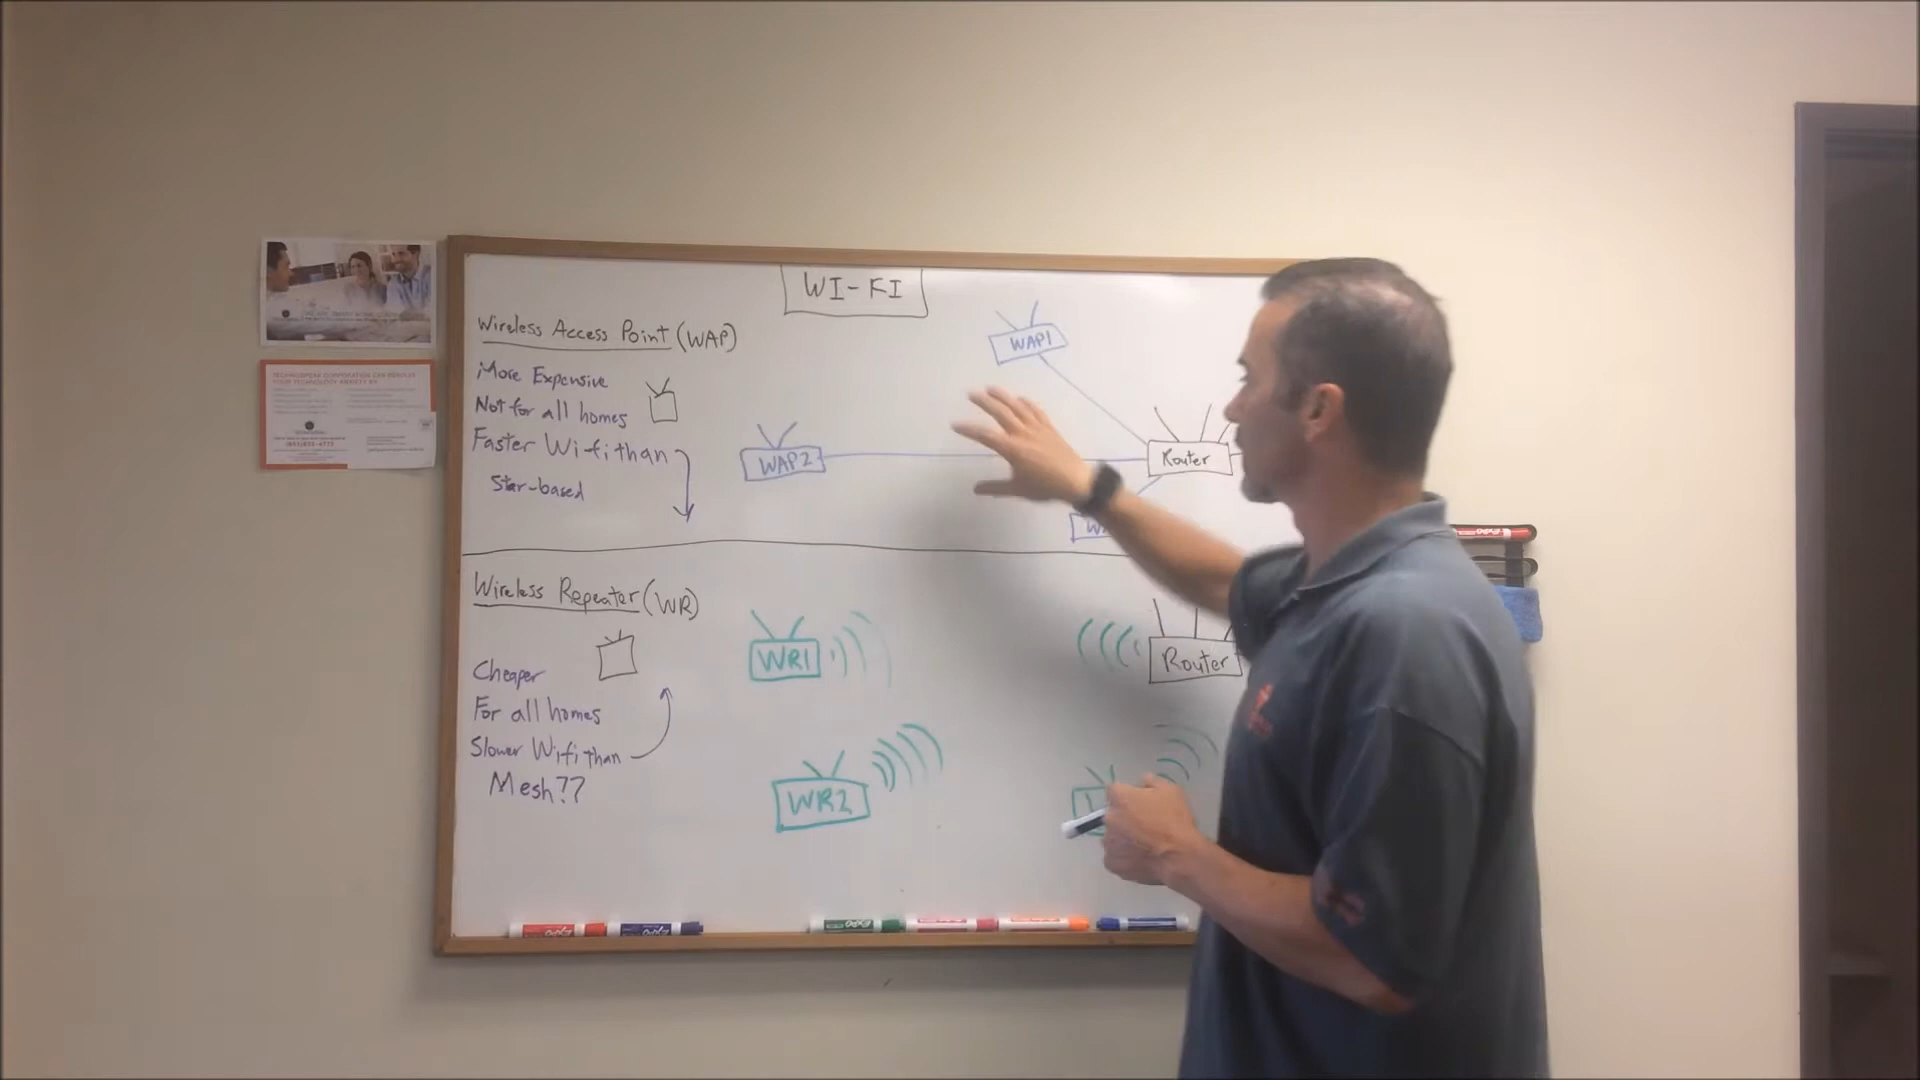 WI-FI
Wireless Access Point (WAP)
More Expensive
Not for all homes
Faster Wi-fi than
Star-based
WAP1
WAP2
Router
Wireless Repeater (WR)
Cheaper
For all homes
Slower Wifi than
Mesh??
WR1
Router
WR2
EXPO